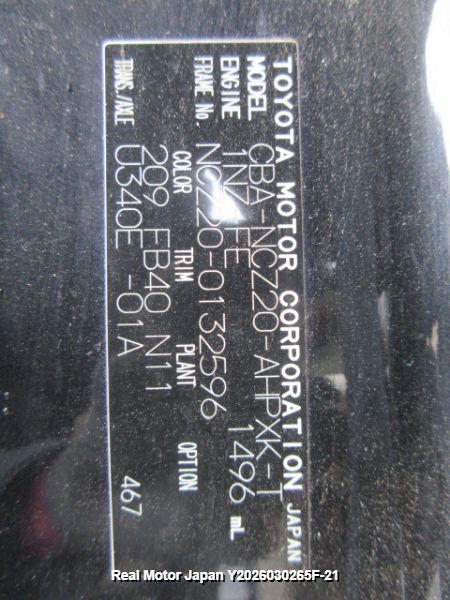 TOYOTA MOTOR CORPORATION JAPAN
MODEL CBA-NCZ20-AHPXK-T
ENGINE 1NZ-FE 1496 mL
FRAME No. NCZ20-0132596
COLOR TRIM PLANT OPTION
209 FB40 N11 467
TRANS./AXLE U340E -01A
Real Motor Japan Y2026030265F-21